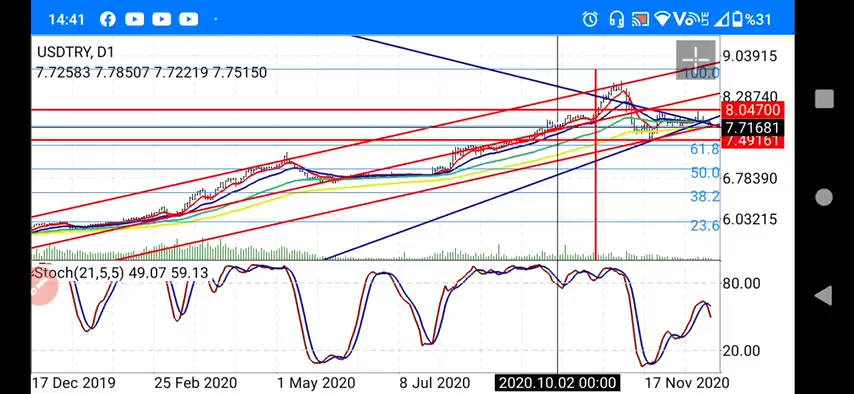 14:41
%31
USDTRY, D1
7.72583 7.78507 7.72219 7.75150
9.03915
100.0
8.28740
8.04700
7.71681
7.49161
61.8
50.0
6.78390
38.2
6.03215
23.6
Stoch(21,5,5) 49.07 59.13
80.00
20.00
17 Dec 2019
25 Feb 2020
1 May 2020
8 Jul 2020
2020.10.02 00:00
17 Nov 2020